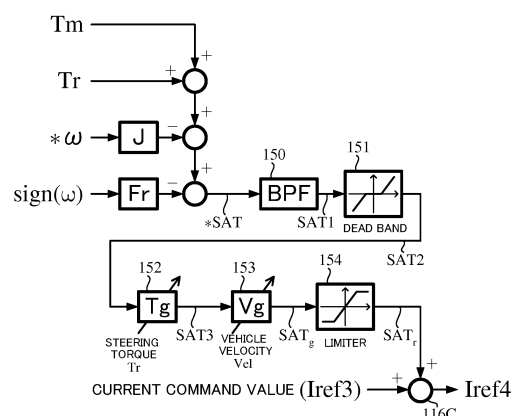 Tm
+
Tr
+
+
*ω
J
−
+
sign(ω)
Fr
−
*SAT
150
BPF
SAT1
151
DEAD BAND
SAT2
152
Tg
STEERING
TORQUE
Tr
SAT3
153
Vg
VEHICLE
VELOCITY
Vel
SATg
154
LIMITER
SATr
+
CURRENT COMMAND VALUE (Iref3)
+
Iref4
116C